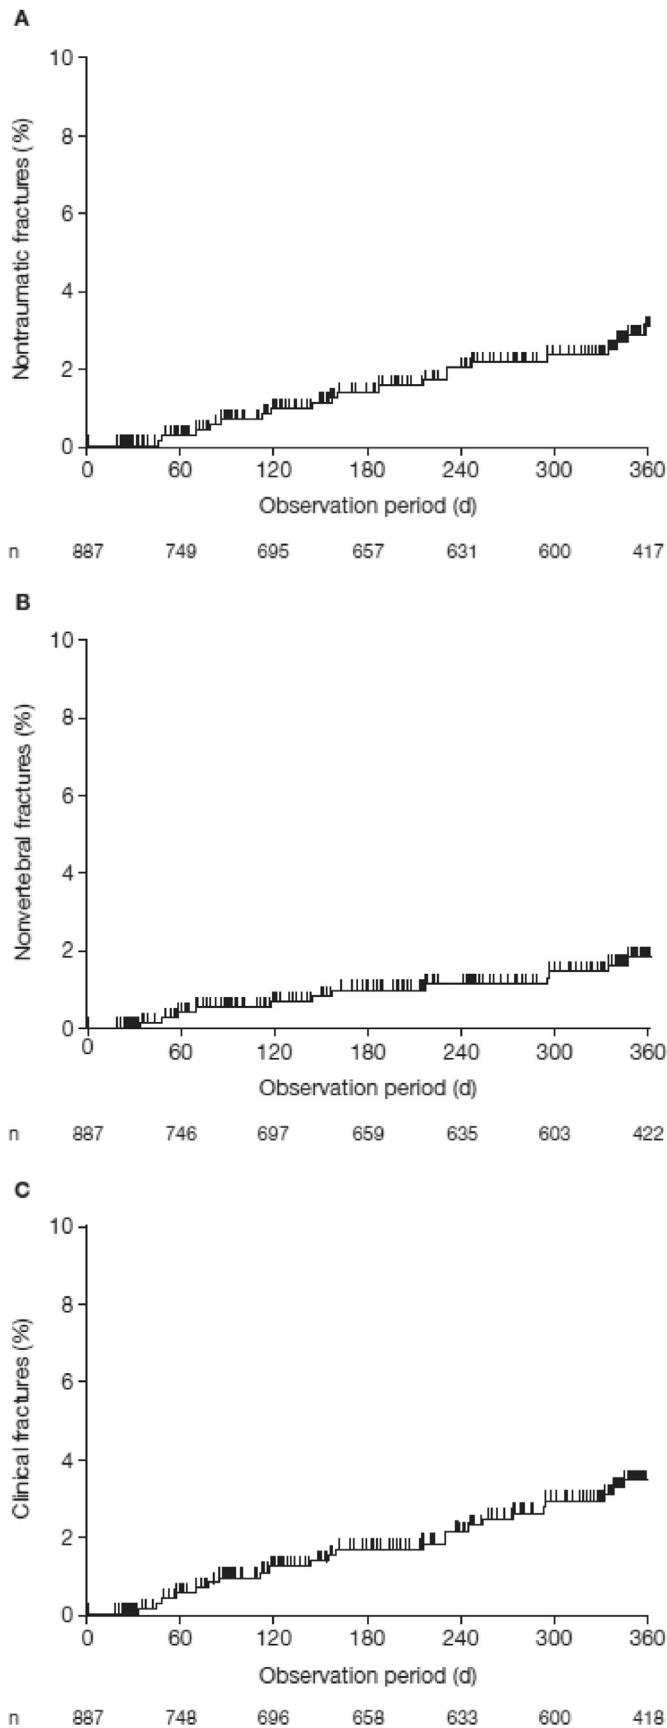 A
Nontraumatic fractures (%)
10
8
6
4
2
0
0 60 120 180 240 300 360
Observation period (d)
n 887 749 695 657 631 600 417
B
Nonvertebral fractures (%)
10
8
6
4
2
0
0 60 120 180 240 300 360
Observation period (d)
n 887 746 697 659 635 603 422
C
Clinical fractures (%)
10
8
6
4
2
0
0 60 120 180 240 300 360
Observation period (d)
n 887 748 696 658 633 600 418